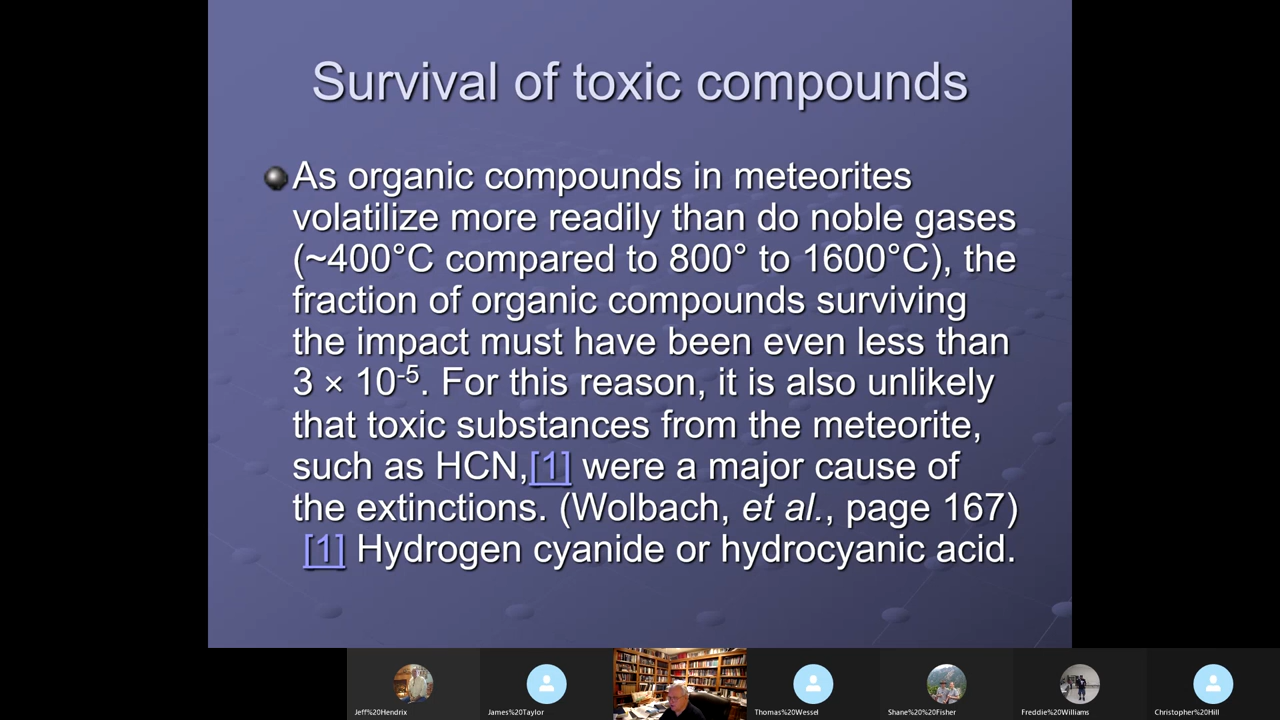 Survival of toxic compounds
As organic compounds in meteorites
volatilize more readily than do noble gases
(~400°C compared to 800° to 1600°C), the
fraction of organic compounds surviving
the impact must have been even less than
3 × 10⁻⁵. For this reason, it is also unlikely
that toxic substances from the meteorite,
such as HCN,[1] were a major cause of
the extinctions. (Wolbach, et al., page 167)
[1] Hydrogen cyanide or hydrocyanic acid.
Jeff%20Hendrix
James%20Taylor
Thomas%20Wessel
Shane%20%20Fisher
Freddie%20Williams
Christopher%20Hill